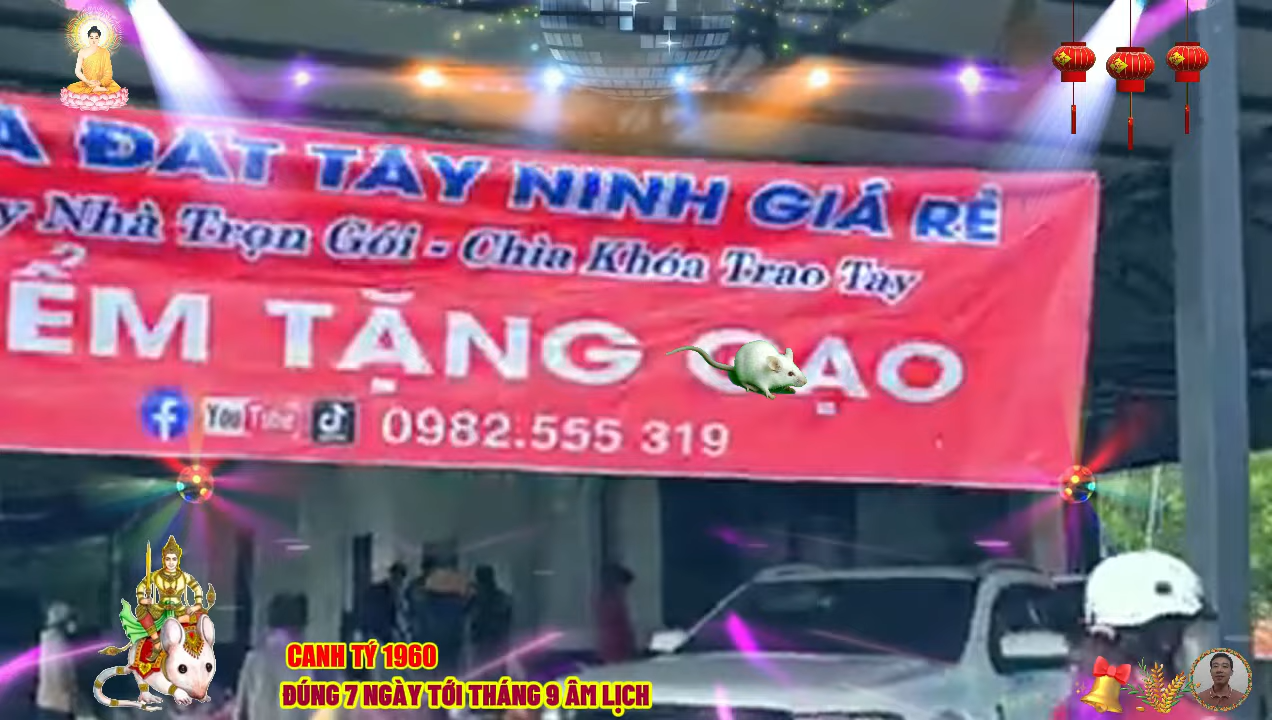 ĐẤT TÂY NINH GIÁ RẺ
Nhà Trọn Gói - Chìa Khóa Trao Tay
TẶNG GẠO
YouTube 0982.555 319
CANH TÝ 1960
ĐÚNG 7 NGÀY TỚI THÁNG 9 ÂM LỊCH